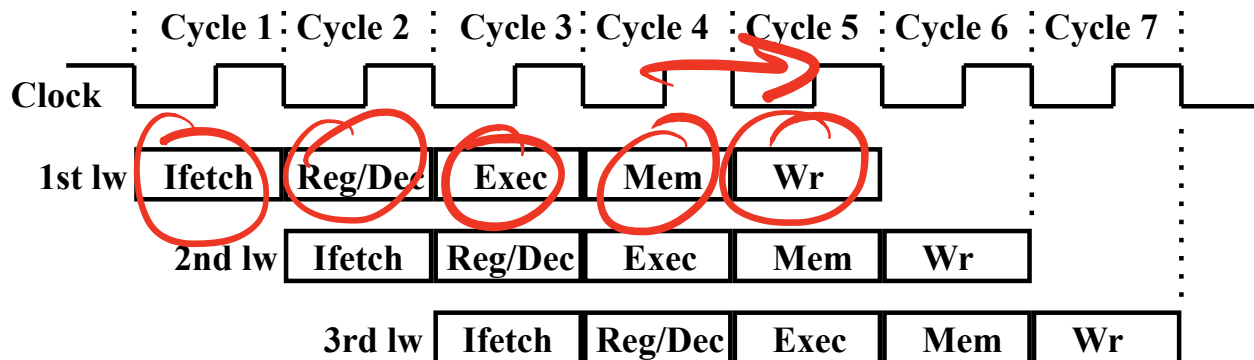 Cycle 1 Cycle 2 Cycle 3 Cycle 4 Cycle 5 Cycle 6 Cycle 7
Clock
1st lw Ifetch Reg/Dec Exec Mem Wr
2nd lw Ifetch Reg/Dec Exec Mem Wr
3rd lw Ifetch Reg/Dec Exec Mem Wr